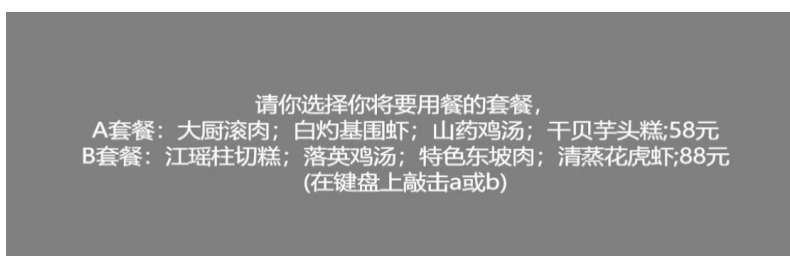 请你选择你将要用餐的套餐,
A套餐：大厨滚肉；白灼基围虾；山药鸡汤；干贝芋头糕;58元
B套餐：江瑶柱切糕；落英鸡汤；特色东坡肉；清蒸花虎虾;88元
(在键盘上敲击a或b)